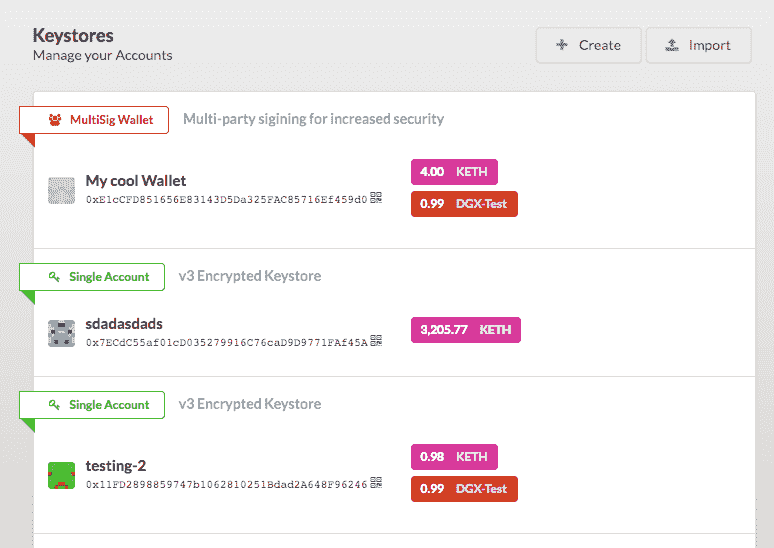 Keystores
Manage your Accounts
Create
Import
MultiSig Wallet Multi-party sigining for increased security
My cool Wallet
0xE1cCFD851656E83143D5Da325FAC85716Ef459d0
4.00 KETH
0.99 DGX-Test
Single Account v3 Encrypted Keystore
sdadasdads
0x7ECdC55af01cD035279916C76caD9D9771FAf45A
3,205.77 KETH
Single Account v3 Encrypted Keystore
testing-2
0x11FD2898859747b1062810251Bdad2A648F96246
0.98 KETH
0.99 DGX-Test